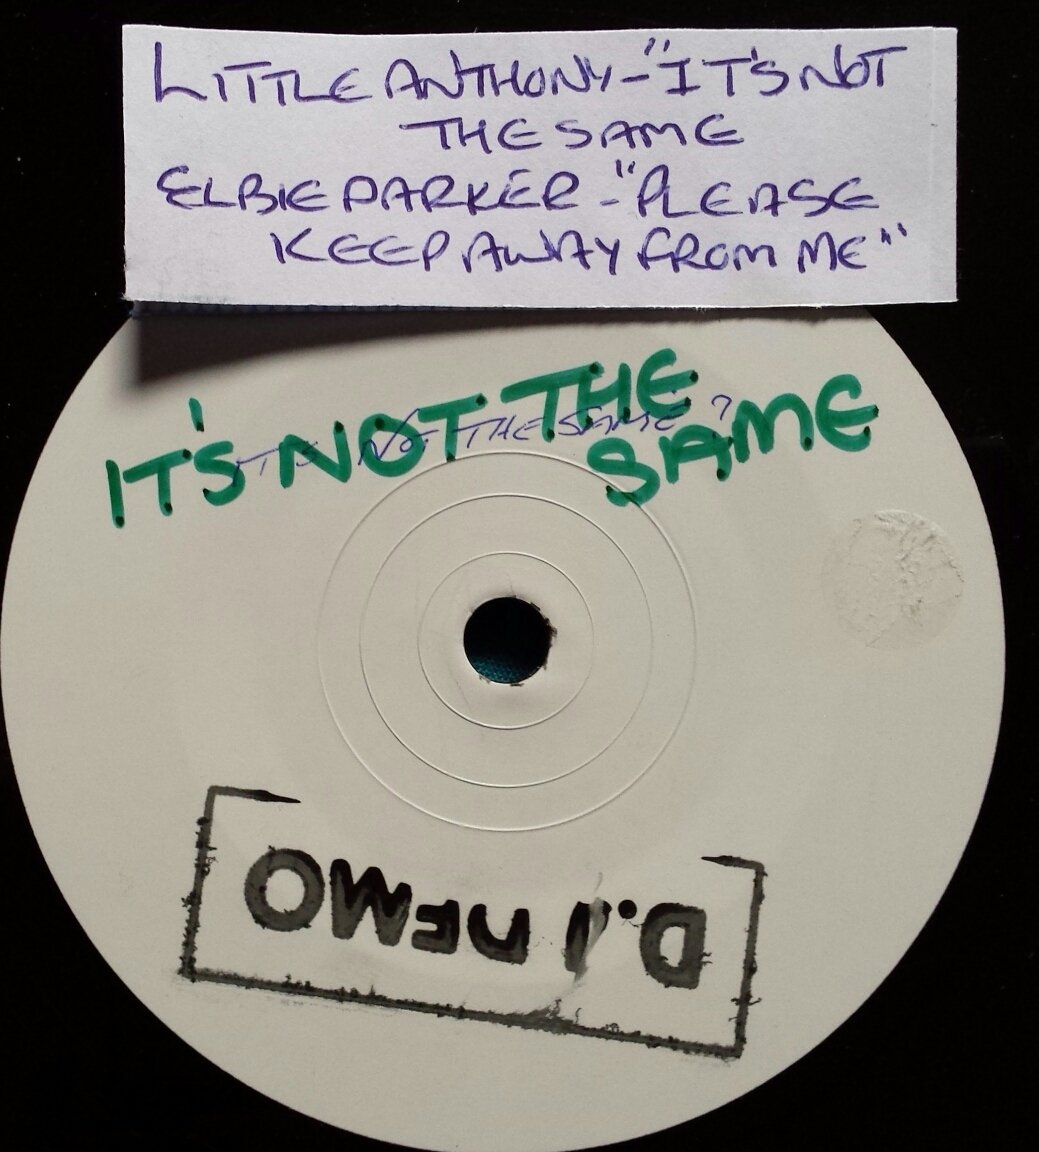 LITTLE ANTHONY - "IT'S NOT
THE SAME
ELBIE PARKER - "PLEASE
KEEP AWAY FROM ME"
IT'S NOT THE
SAME
IT'S NOT THE SAME?
D.J DEMO